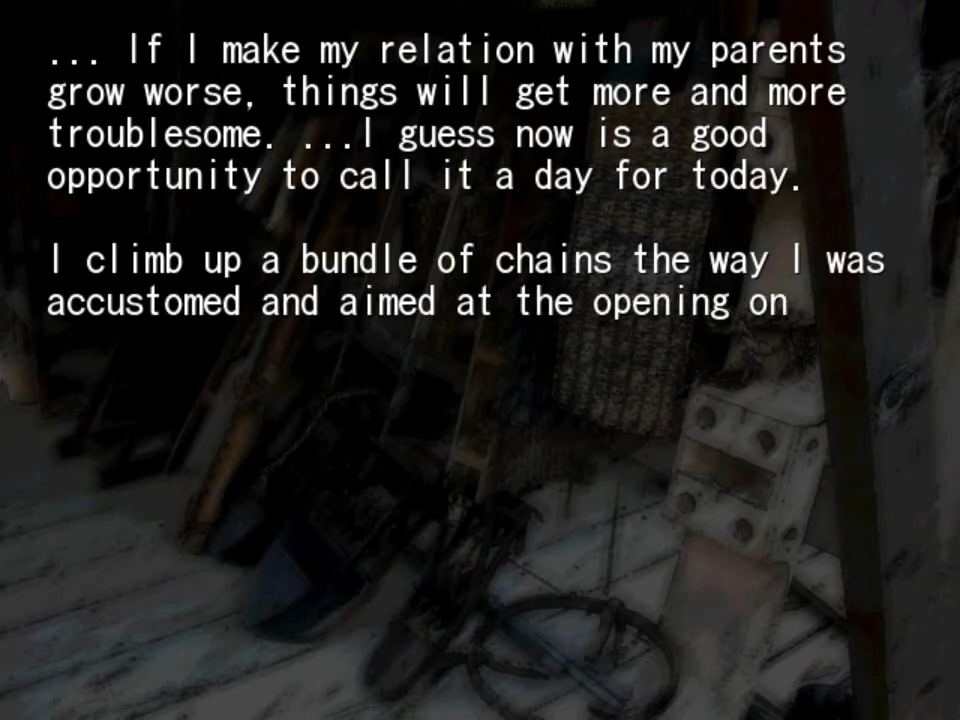 ... If I make my relation with my parents
grow worse, things will get more and more
troublesome. ...I guess now is a good
opportunity to call it a day for today.
I climb up a bundle of chains the way I was
accustomed and aimed at the opening on